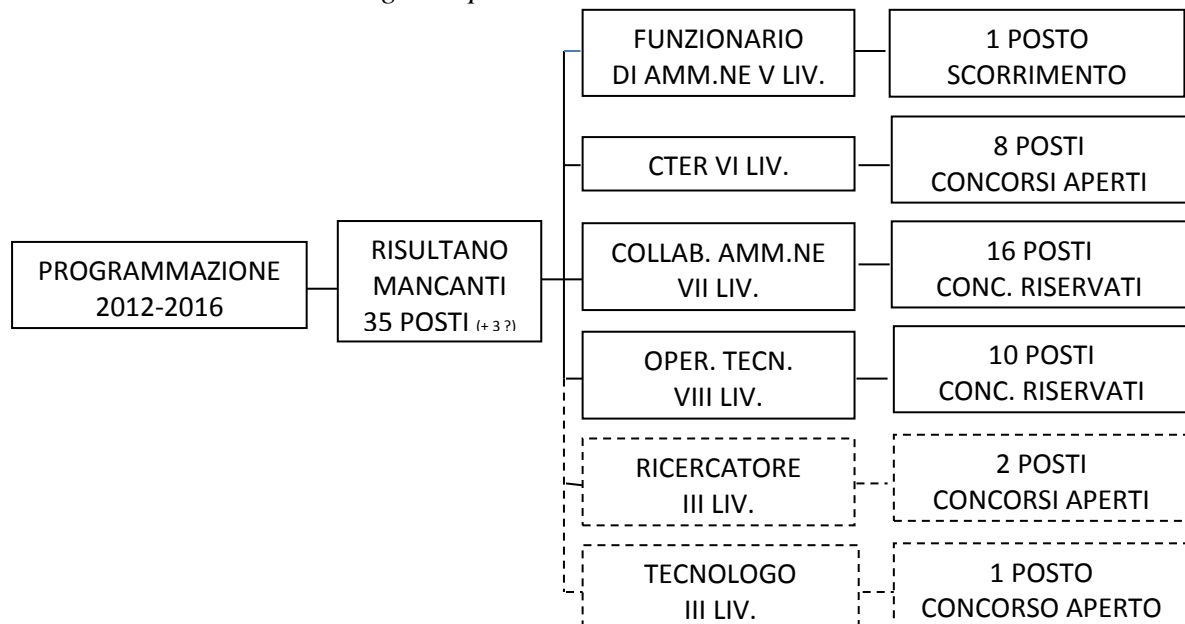 PROGRAMMAZIONE
2012-2016
RISULTANO
MANCANTI
35 POSTI (+ 3 ?)
FUNZIONARIO
DI AMM.NE V LIV.
1 POSTO
SCORRIMENTO
CTER VI LIV.
8 POSTI
CONCORSI APERTI
COLLAB. AMM.NE
VII LIV.
16 POSTI
CONC. RISERVATI
OPER. TECN.
VIII LIV.
10 POSTI
CONC. RISERVATI
RICERCATORE
III LIV.
2 POSTI
CONCORSI APERTI
TECNOLOGO
III LIV.
1 POSTO
CONCORSO APERTO